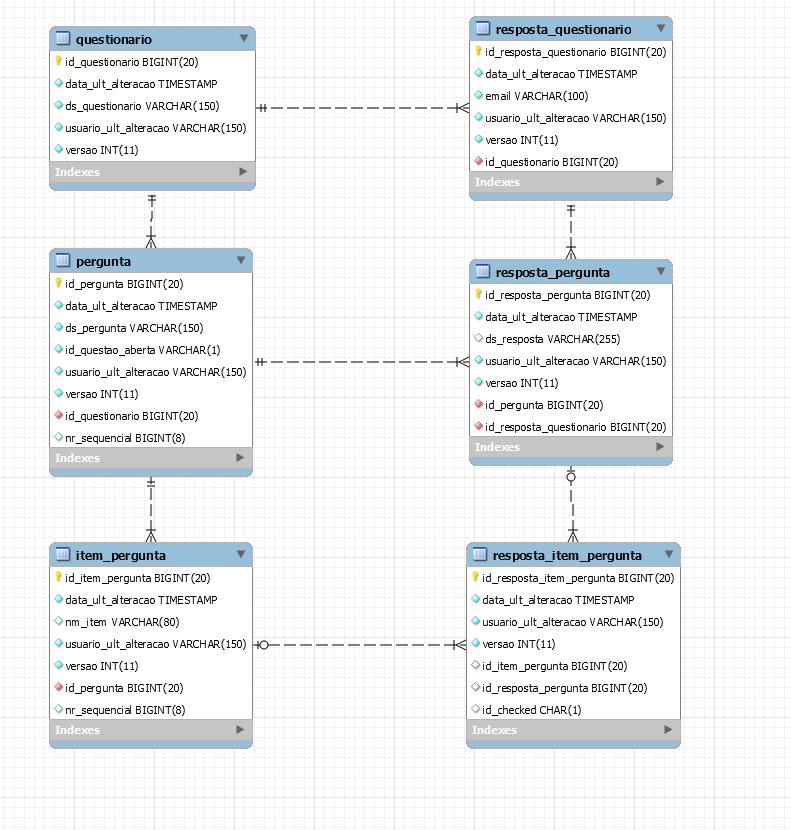 questionario
id_questionario BIGINT(20)
data_ult_alteracao TIMESTAMP
ds_questionario VARCHAR(150)
usuario_ult_alteracao VARCHAR(150)
versao INT(11)
Indexes
resposta_questionario
id_resposta_questionario BIGINT(20)
data_ult_alteracao TIMESTAMP
email VARCHAR(100)
usuario_ult_alteracao VARCHAR(150)
versao INT(11)
id_questionario BIGINT(20)
Indexes
pergunta
id_pergunta BIGINT(20)
data_ult_alteracao TIMESTAMP
ds_pergunta VARCHAR(150)
id_questao_aberta VARCHAR(1)
usuario_ult_alteracao VARCHAR(150)
versao INT(11)
id_questionario BIGINT(20)
nr_sequencial BIGINT(8)
Indexes
resposta_pergunta
id_resposta_pergunta BIGINT(20)
data_ult_alteracao TIMESTAMP
ds_resposta VARCHAR(255)
usuario_ult_alteracao VARCHAR(150)
versao INT(11)
id_pergunta BIGINT(20)
id_resposta_questionario BIGINT(20)
Indexes
item_pergunta
id_item_pergunta BIGINT(20)
data_ult_alteracao TIMESTAMP
nm_item VARCHAR(80)
usuario_ult_alteracao VARCHAR(150)
versao INT(11)
id_pergunta BIGINT(20)
nr_sequencial BIGINT(8)
Indexes
resposta_item_pergunta
id_resposta_item_pergunta BIGINT(20)
data_ult_alteracao TIMESTAMP
usuario_ult_alteracao VARCHAR(150)
versao INT(11)
id_item_pergunta BIGINT(20)
id_resposta_pergunta BIGINT(20)
id_checked CHAR(1)
Indexes